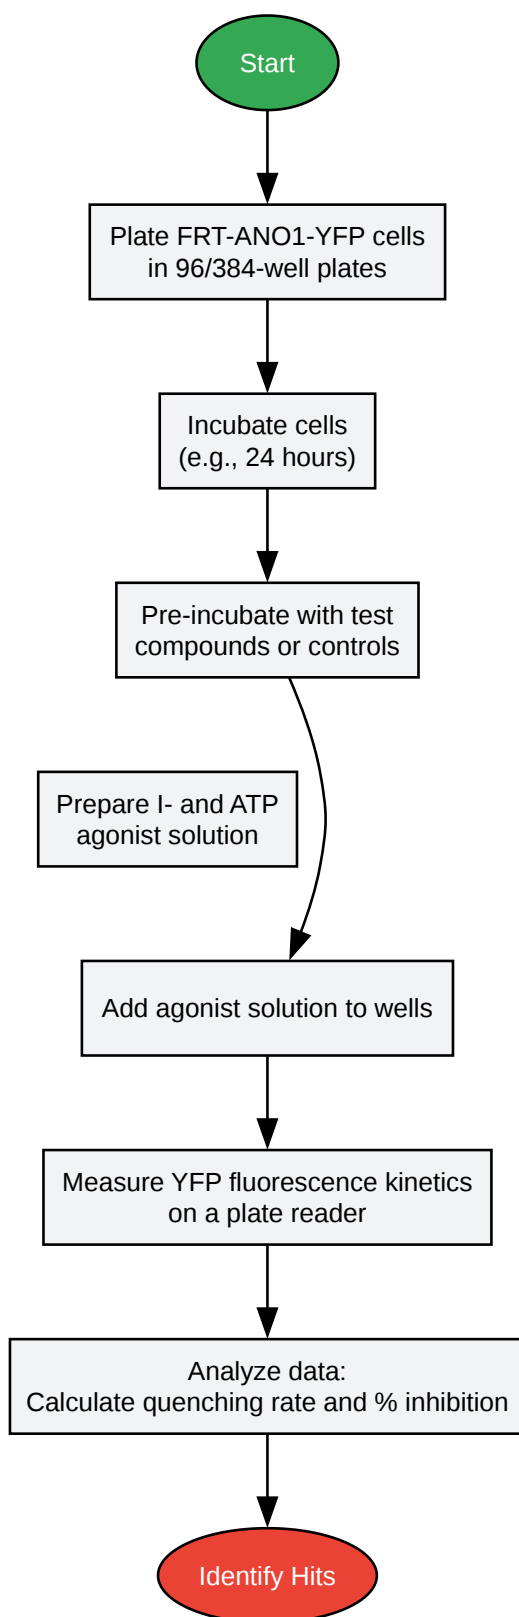 Start
Plate FRT-ANO1-YFP cells
in 96/384-well plates
Incubate cells
(e.g., 24 hours)
Pre-incubate with test
compounds or controls
Prepare I- and ATP
agonist solution
Add agonist solution to wells
Measure YFP fluorescence kinetics
on a plate reader
Analyze data:
Calculate quenching rate and % inhibition
Identify Hits